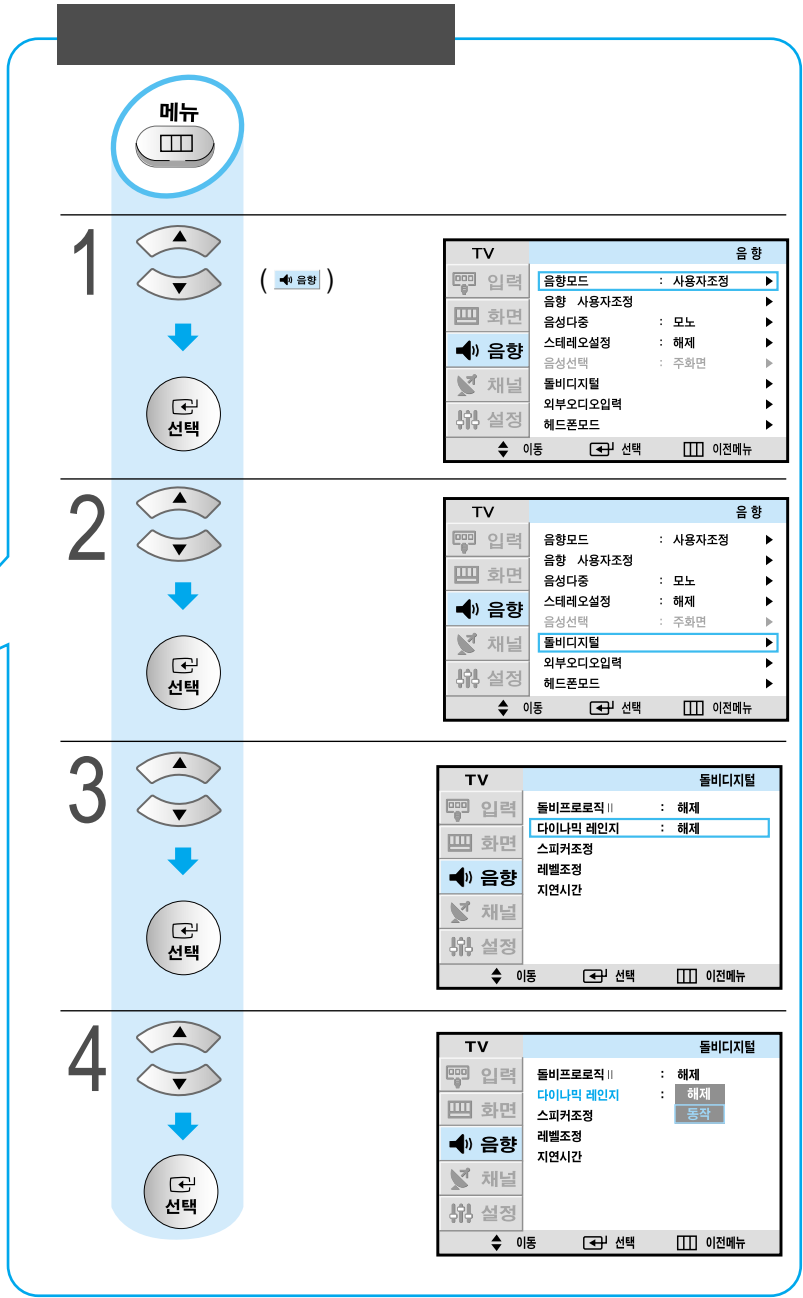 메뉴
1
( 음향 )
선택
TV 음 향
입력
화면
음향
채널
설정
음향모드 : 사용자조정 ▶
음향 사용자조정 ▶
음성다중 : 모노 ▶
스테레오설정 : 해제 ▶
음성선택 : 주화면 ▶
돌비디지털 ▶
외부오디오입력 ▶
헤드폰모드 ▶
이동 선택 이전메뉴
2
선택
TV 음 향
입력
화면
음향
채널
설정
음향모드 : 사용자조정 ▶
음향 사용자조정 ▶
음성다중 : 모노 ▶
스테레오설정 : 해제 ▶
음성선택 : 주화면 ▶
돌비디지털 ▶
외부오디오입력 ▶
헤드폰모드 ▶
이동 선택 이전메뉴
3
선택
TV 돌비디지털
입력
화면
음향
채널
설정
돌비프로로직 II : 해제
다이나믹 레인지 : 해제
스피커조정
레벨조정
지연시간
이동 선택 이전메뉴
4
선택
TV 돌비디지털
입력
화면
음향
채널
설정
돌비프로로직 II : 해제
다이나믹 레인지 : 해제
동작
스피커조정
레벨조정
지연시간
이동 선택 이전메뉴